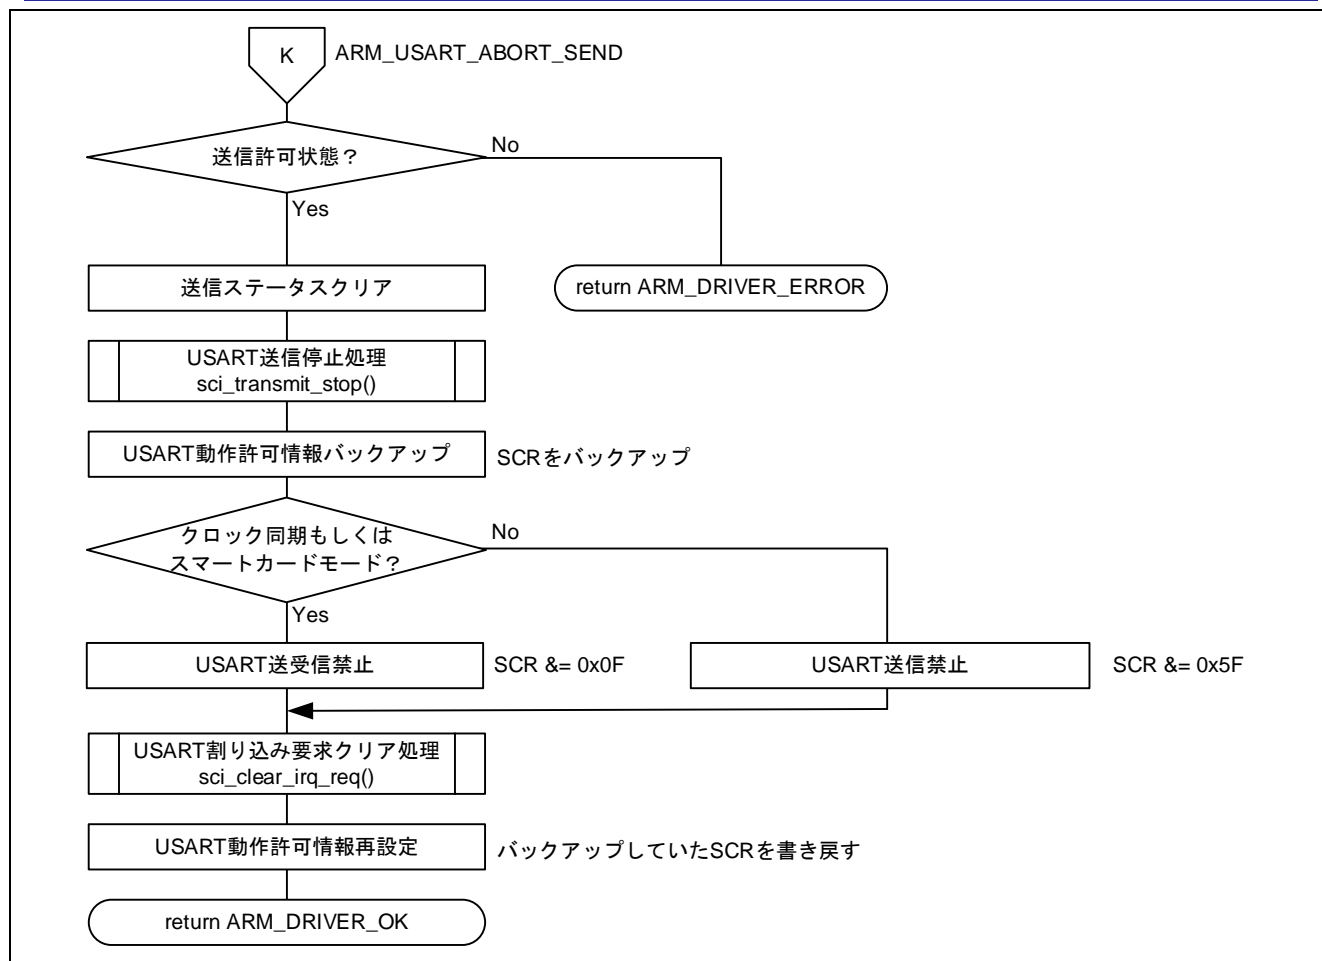 K
ARM_USART_ABORT_SEND
送信許可状態？
No
Yes
送信ステータスクリア
return ARM_DRIVER_ERROR
USART送信停止処理
sci_transmit_stop()
USART動作許可情報バックアップ
SCRをバックアップ
クロック同期もしくは
スマートカードモード？
No
Yes
USART送受信禁止
SCR &= 0x0F
USART送信禁止
SCR &= 0x5F
USART割り込み要求クリア処理
sci_clear_irq_req()
USART動作許可情報再設定
バックアップしていたSCRを書き戻す
return ARM_DRIVER_OK